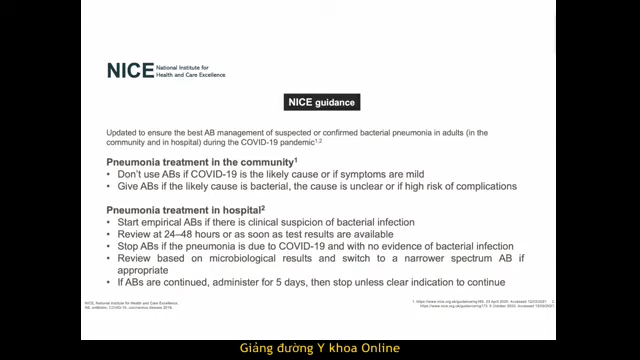 NICE National Institute for
Health and Care Excellence
NICE guidance
Updated to ensure the best AB management of suspected or confirmed bacterial pneumonia in adults (in the
community and in hospital) during the COVID-19 pandemic1,2
Pneumonia treatment in the community1
• Don't use ABs if COVID-19 is the likely cause or if symptoms are mild
• Give ABs if the likely cause is bacterial, the cause is unclear or if high risk of complications
Pneumonia treatment in hospital2
• Start empirical ABs if there is clinical suspicion of bacterial infection
• Review at 24–48 hours or as soon as test results are available
• Stop ABs if the pneumonia is due to COVID-19 and with no evidence of bacterial infection
• Review based on microbiological results and switch to a narrower spectrum AB if
appropriate
• If ABs are continued, administer for 5 days, then stop unless clear indication to continue
NICE, National Institute for Health and Care Excellence.
AB, antibiotic; COVID-19, coronavirus disease 2019.
Giảng đường Y khoa Online